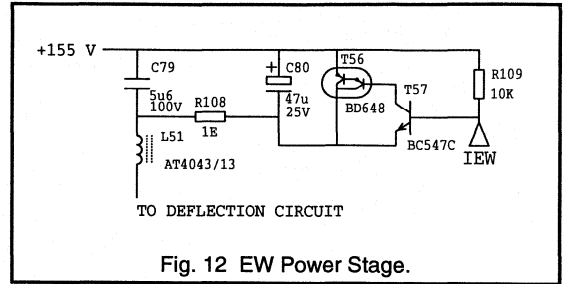 +155 V
C79
5u6
100V
R108
1E
L51
AT4043/13
+
C80
47u
25V
T56
BD648
T57
BC547C
R109
10K
IEW
TO DEFLECTION CIRCUIT
Fig. 12 EW Power Stage.